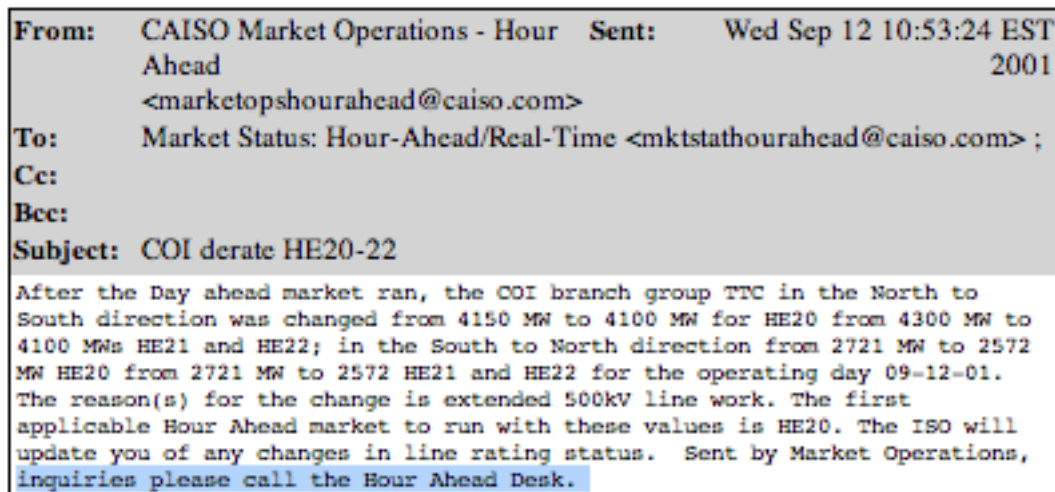 From: CAISO Market Operations - Hour Sent: Wed Sep 12 10:53:24 EST
Ahead 2001
<marketopshourahead@caiso.com>
To: Market Status: Hour-Ahead/Real-Time <mktstathourahead@caiso.com> ;
Cc:
Bcc:
Subject: COI derate HE20-22
After the Day ahead market ran, the COI branch group TTC in the North to
South direction was changed from 4150 MW to 4100 MW for HE20 from 4300 MW to
4100 MWs HE21 and HE22; in the South to North direction from 2721 MW to 2572
MW HE20 from 2721 MW to 2572 HE21 and HE22 for the operating day 09-12-01.
The reason(s) for the change is extended 500kV line work. The first
applicable Hour Ahead market to run with these values is HE20. The ISO will
update you of any changes in line rating status.  Sent by Market Operations,
inquiries please call the Hour Ahead Desk.